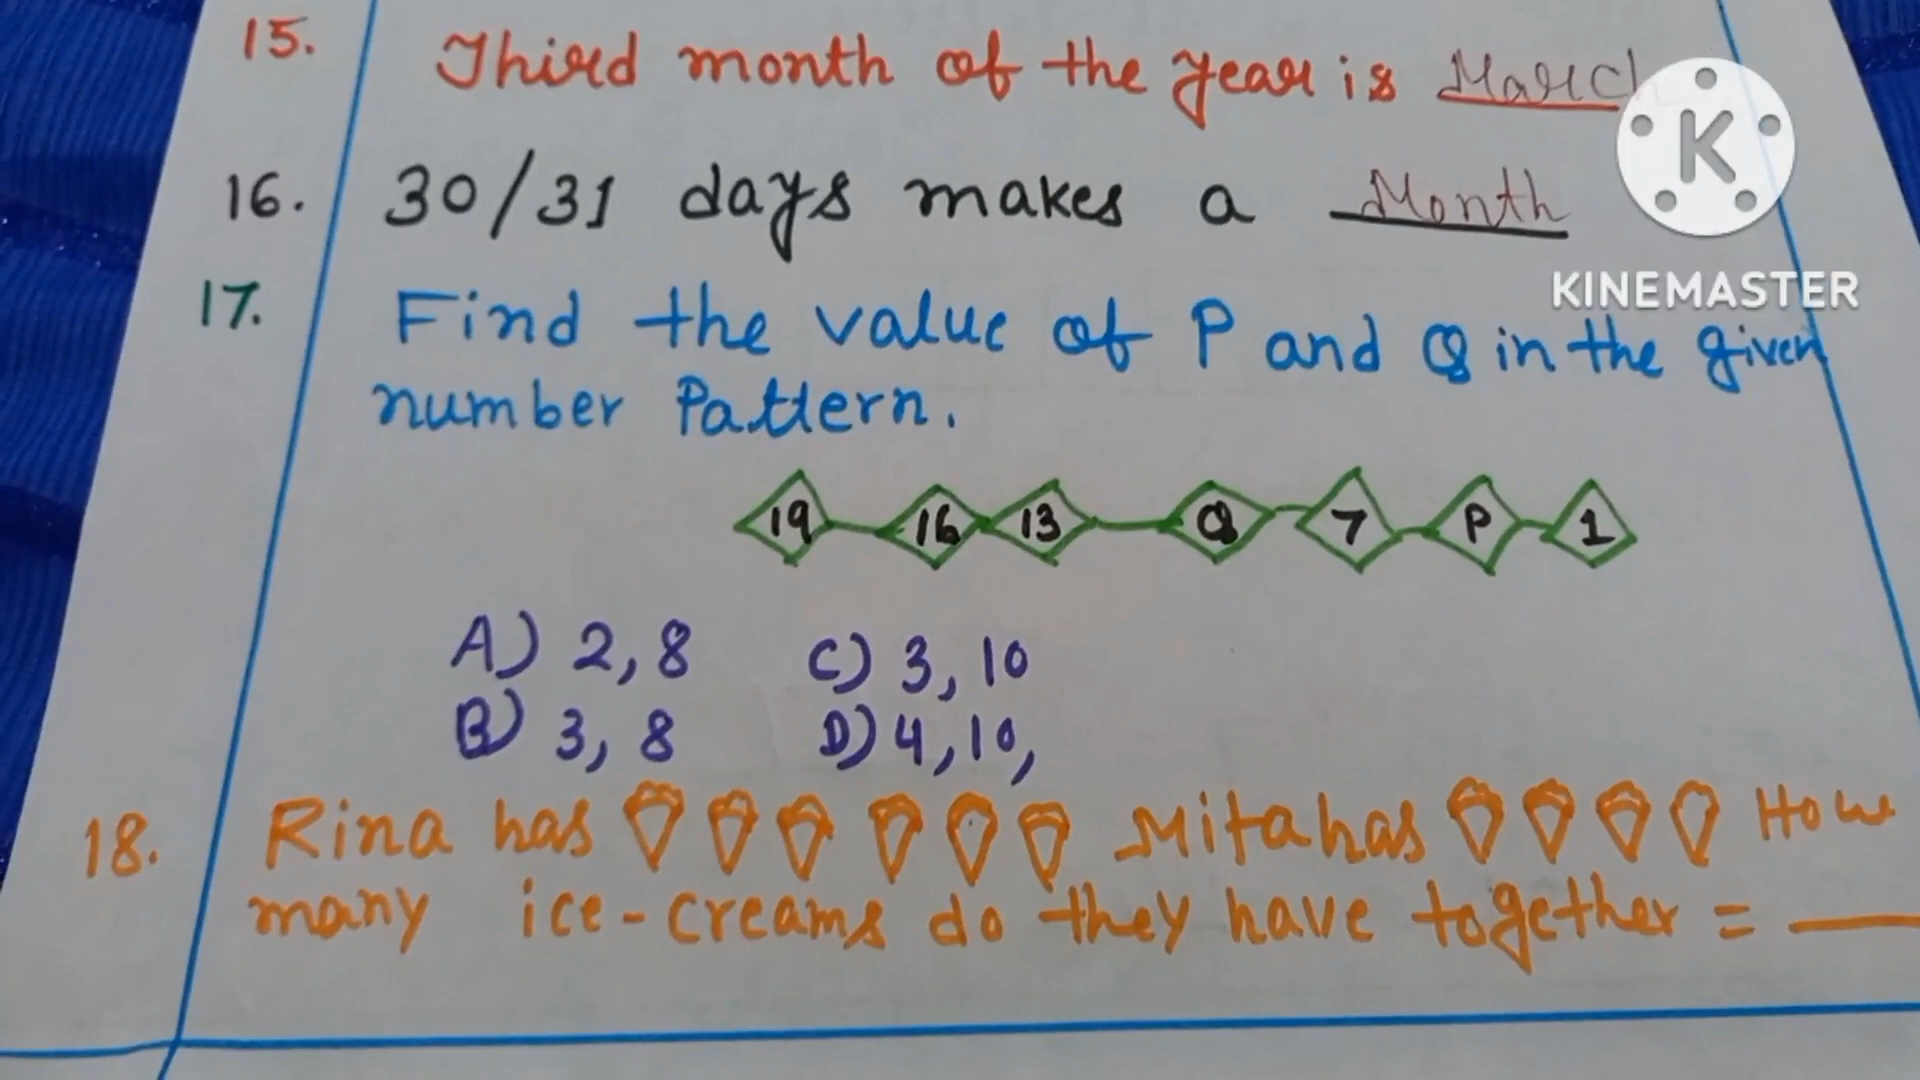 15. Third month of the year is March
16. 30/31 days makes a Month
KINEMASTER
17. Find the value of P and Q in the given
number Pattern.
19 16 13 Q 7 P 1
A) 2, 8 C) 3, 10
B) 3, 8 D) 4, 10,
18. Rina has Mita has How
many ice-creams do they have together =